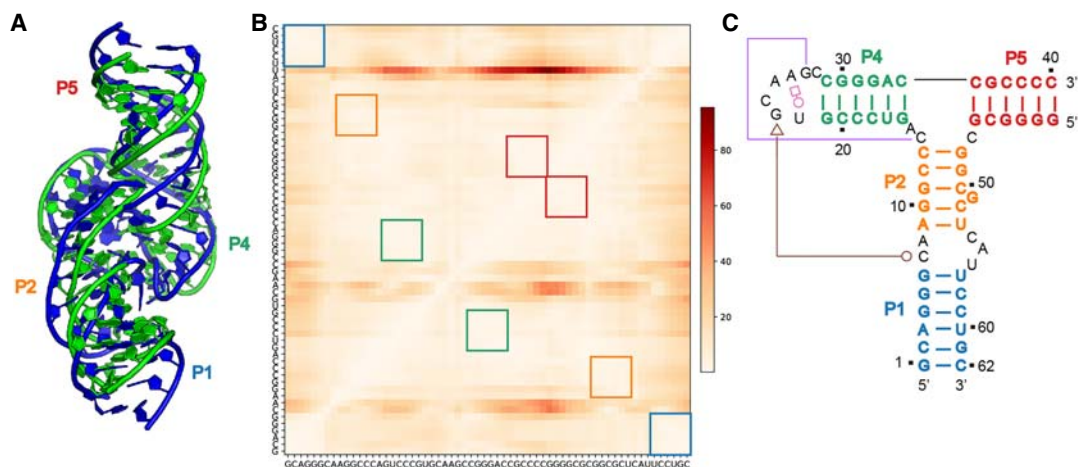 A
P5
P4
P2
P1
B
80
60
40
20
GCAGGGCAAGGCCCAGUCCCGUGCAAGCCGGGACCGCCCCGGGGCGCGGCGCUCAUUCCUGC
C
30 P4 P5 40
A A G C C G G G A C C G C C C C 3'
C
G U G C C C U G A G C G G G G 5'
20 C C
C G
P2 C G
G C 50
G
10 G C
A U
A C A
C U
G U
P1 G C
G C
A U 60
C G
1 G C 62
5' 3'